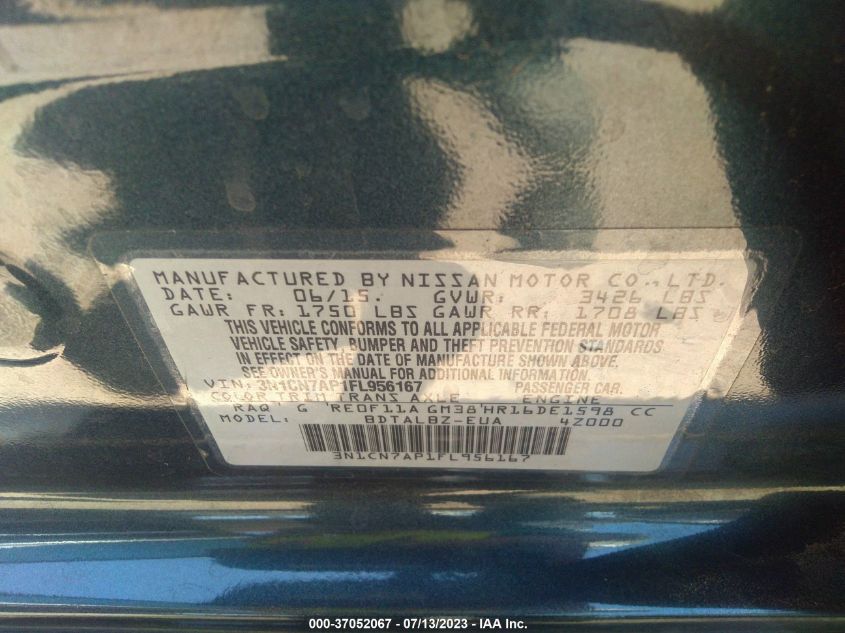 MANUFACTURED BY NISSAN MOTOR CO., LTD.
DATE: 06/15. GVWR: 3426 LBS
GAWR FR: 1750 LBS GAWR RR: 1708 LBS
THIS VEHICLE CONFORMS TO ALL APPLICABLE FEDERAL MOTOR
VEHICLE SAFETY, BUMPER AND THEFT PREVENTION STANDARDS
IN EFFECT ON THE DATE OF MANUFACTURE SHOWN ABOVE.
SEE OWNER'S MANUAL FOR ADDITIONAL INFORMATION
VIN: 3N1CN7AP1FL956167 PASSENGER CAR.
COLOR TRIM TRANS AXLE ENGINE
RAQ G RE0F11A GM38 HR16DE1598 CC
MODEL: BDTALBZ-EUA 4Z000
3N1CN7AP1FL956167
000-37052067 - 07/13/2023 - IAA Inc.